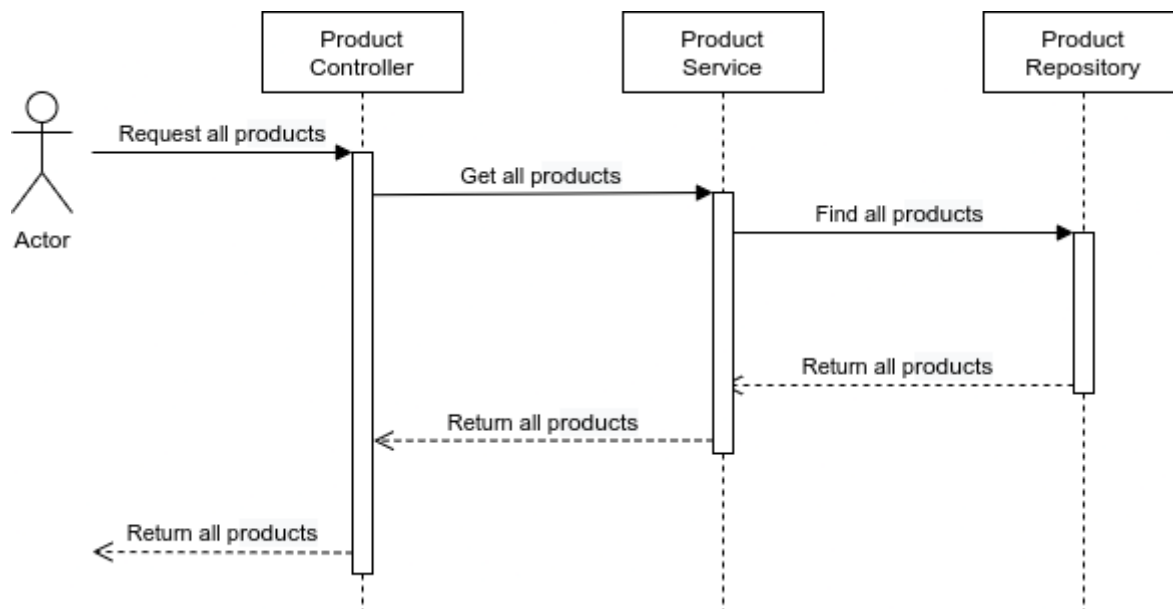 Product
Controller
Product
Service
Product
Repository
Request all products
Get all products
Find all products
Actor
Return all products
Return all products
Return all products